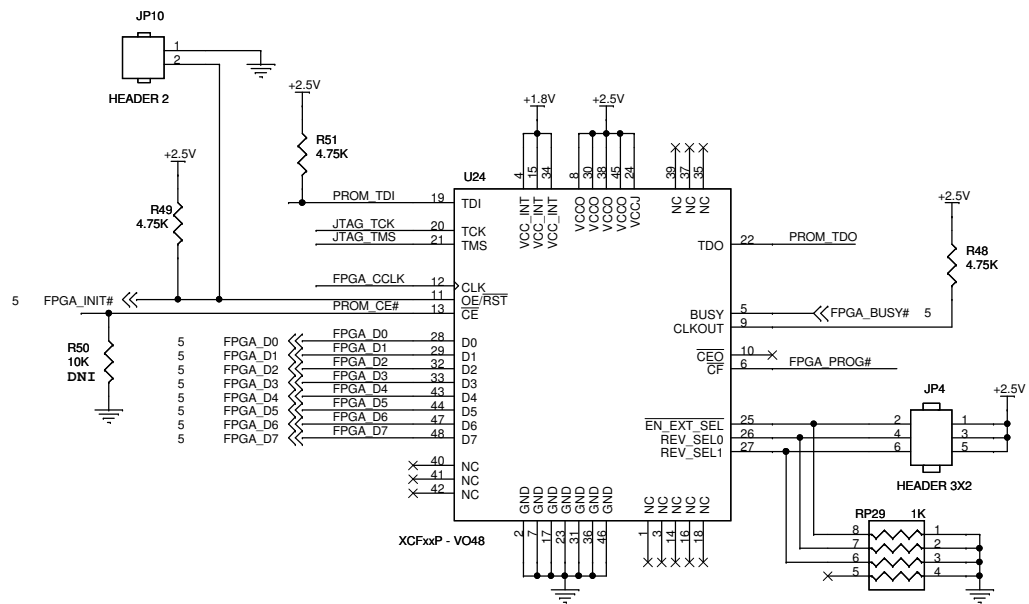 JP10
1
2
HEADER 2
+2.5V
R51
4.75K
+2.5V
R49
4.75K
+1.8V
+2.5V
4
15
34
8
30
38
45
24
39
37
35
U24
VCC_INT
VCC_INT
VCC_INT
VCCO
VCCO
VCCO
VCCO
VCCJ
NC
NC
NC
PROM_TDI 19 TDI
JTAG_TCK 20 TCK
JTAG_TMS 21 TMS
FPGA_CCLK 12 CLK
5 FPGA_INIT# 11 OE/RST
PROM_CE# 13 CE
R50
10K
DNI
5 FPGA_D0 FPGA_D0 28 D0
5 FPGA_D1 FPGA_D1 29 D1
5 FPGA_D2 FPGA_D2 32 D2
5 FPGA_D3 FPGA_D3 33 D3
5 FPGA_D4 FPGA_D4 43 D4
5 FPGA_D5 FPGA_D5 44 D5
5 FPGA_D6 FPGA_D6 47 D6
5 FPGA_D7 FPGA_D7 48 D7
40 NC
41 NC
42 NC
TDO 22 PROM_TDO
+2.5V
R48
4.75K
BUSY 5 FPGA_BUSY# 5
CLKOUT 9
CEO 10
CF 6 FPGA_PROG#
JP4
+2.5V
EN_EXT_SEL 25 2 1
REV_SEL0 26 4 3
REV_SEL1 27 6 5
HEADER 3X2
GND
GND
GND
GND
GND
GND
GND
NC
NC
NC
NC
NC
2
7
17
23
31
36
46
1
3
14
16
18
XCFxxP - VO48
RP29 1K
8 1
7 2
6 3
5 4